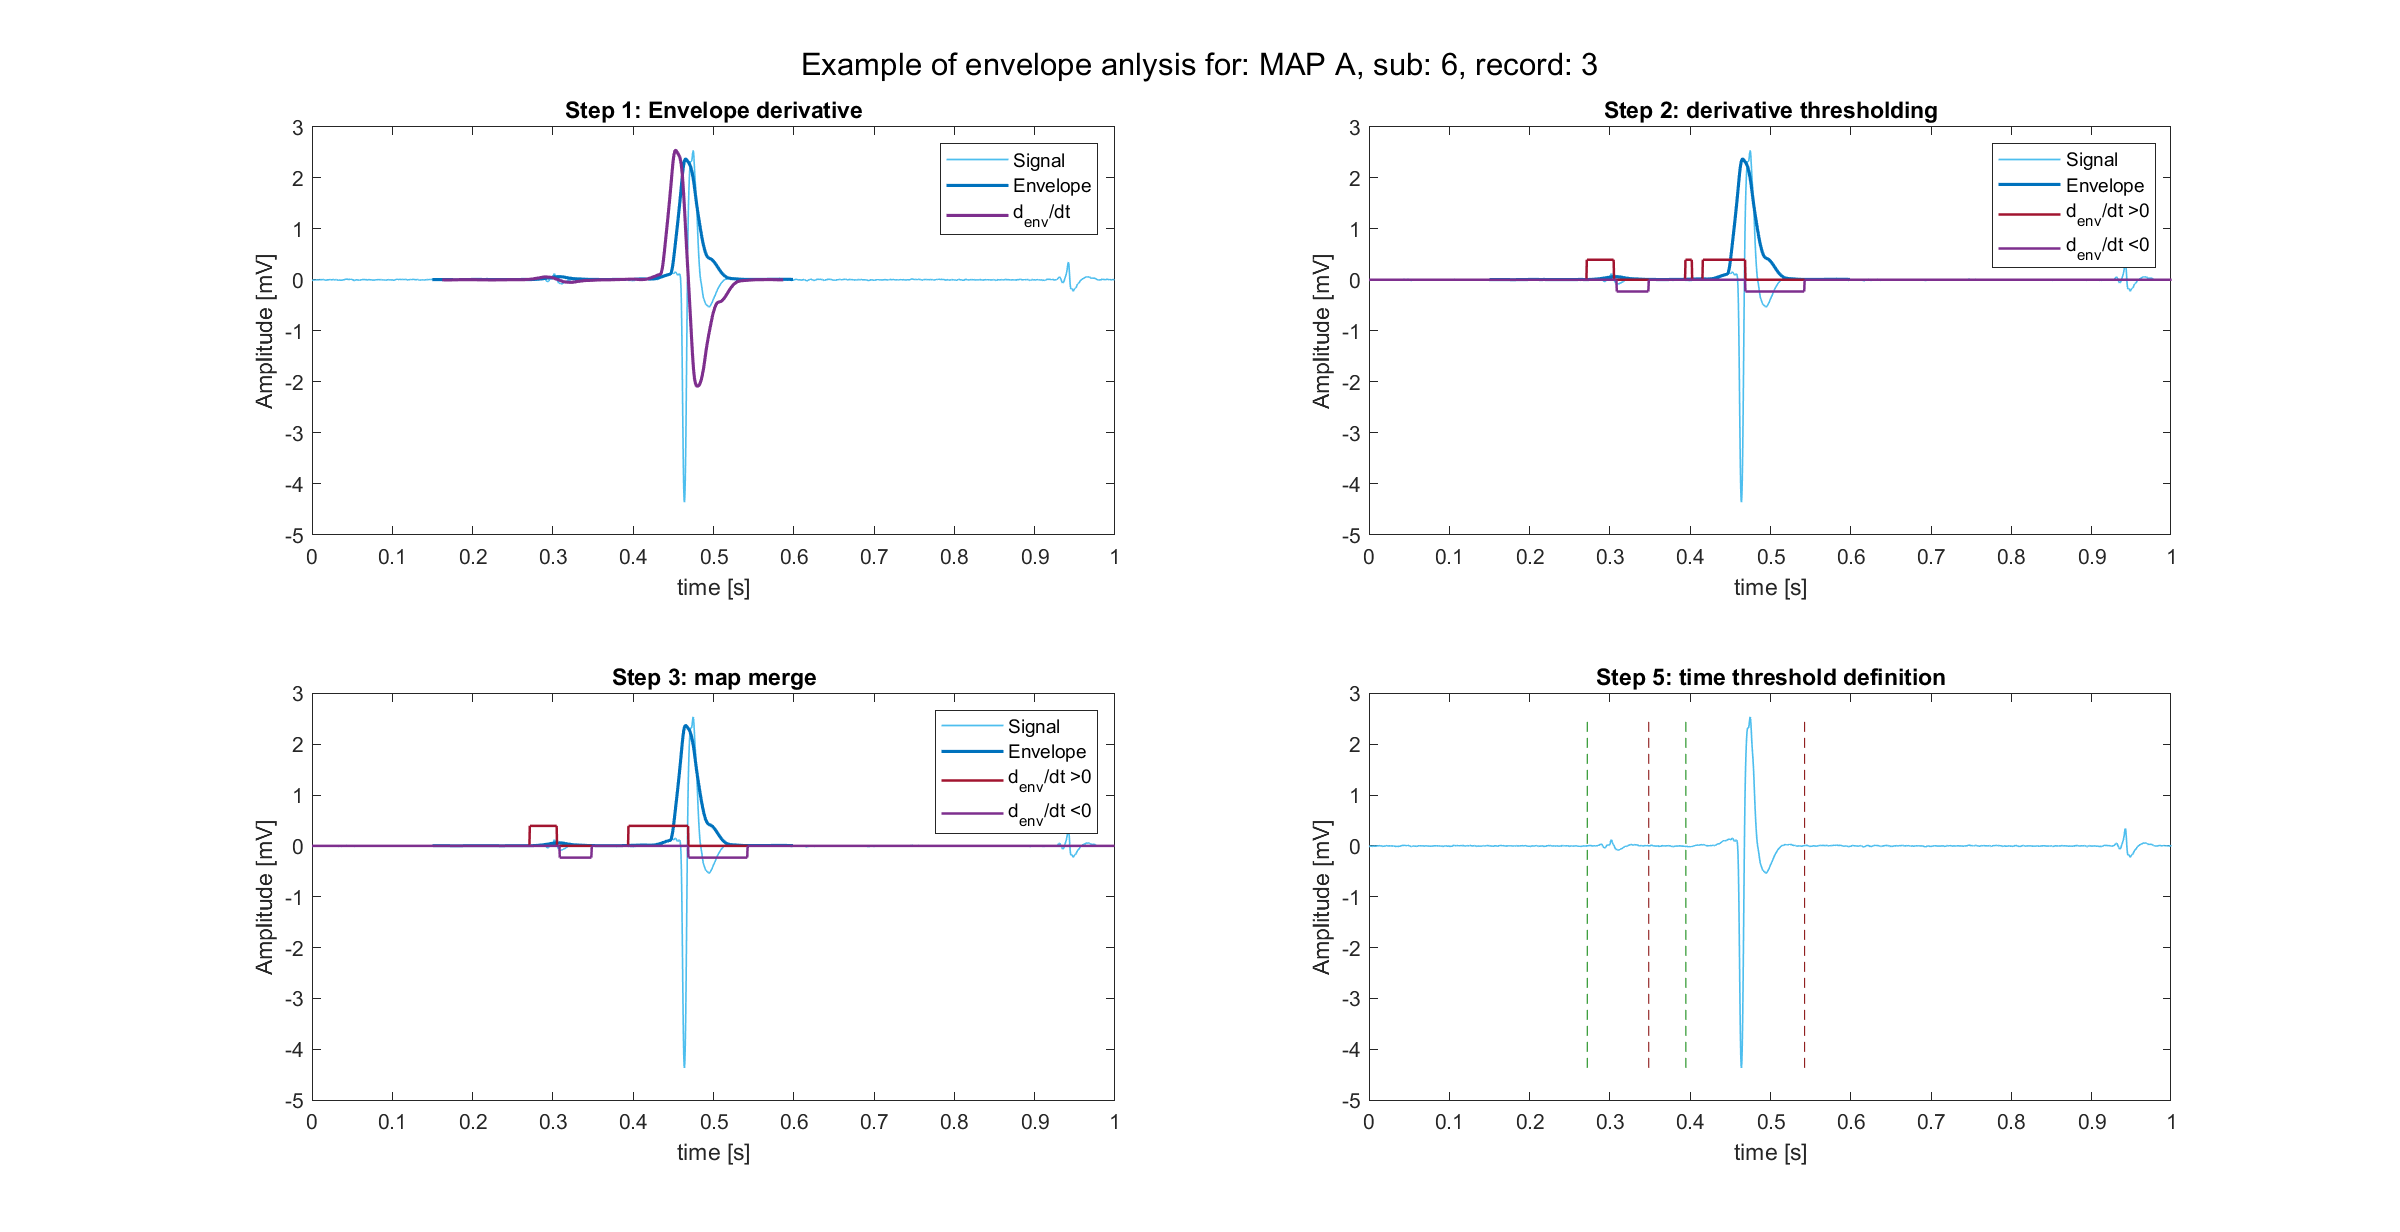 Example of envelope anlysis for: MAP A, sub: 6, record: 3
Step 1: Envelope derivative
3
2
1
0
-1
-2
-3
-4
-5
Amplitude [mV]
0 0.1 0.2 0.3 0.4 0.5 0.6 0.7 0.8 0.9 1
time [s]
Signal
Envelope
d_env/dt
Step 2: derivative thresholding
3
2
1
0
-1
-2
-3
-4
-5
Amplitude [mV]
0 0.1 0.2 0.3 0.4 0.5 0.6 0.7 0.8 0.9 1
time [s]
Signal
Envelope
d_env/dt >0
d_env/dt <0
Step 3: map merge
3
2
1
0
-1
-2
-3
-4
-5
Amplitude [mV]
0 0.1 0.2 0.3 0.4 0.5 0.6 0.7 0.8 0.9 1
time [s]
Signal
Envelope
d_env/dt >0
d_env/dt <0
Step 5: time threshold definition
3
2
1
0
-1
-2
-3
-4
-5
Amplitude [mV]
0 0.1 0.2 0.3 0.4 0.5 0.6 0.7 0.8 0.9 1
time [s]